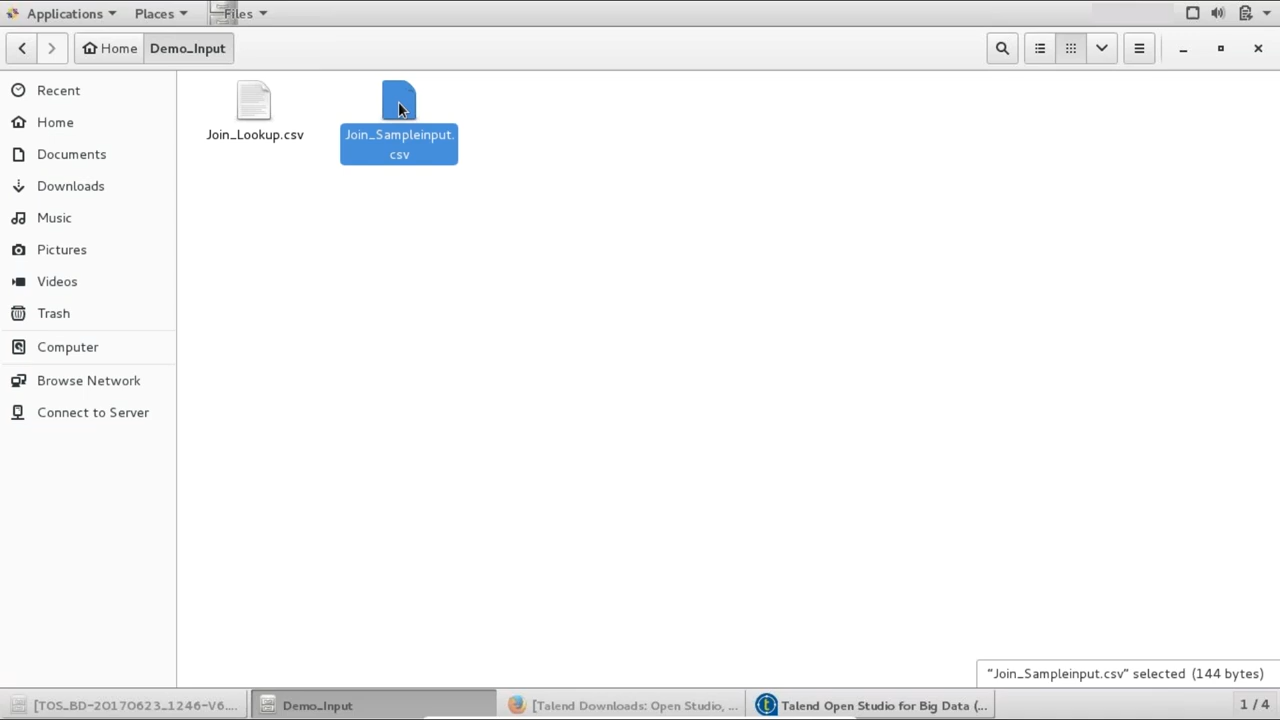 Applications Places Files
Home Demo_Input
Recent
Home
Documents
Downloads
Music
Pictures
Videos
Trash
Computer
Browse Network
Connect to Server
Join_Lookup.csv
Join_Sampleinput.
csv
"Join_Sampleinput.csv" selected (144 bytes)
[TOS_BD-20170623_1246-V6.... Demo_Input [Talend Downloads: Open Studio, ... Talend Open Studio for Big Data (... 1 / 4